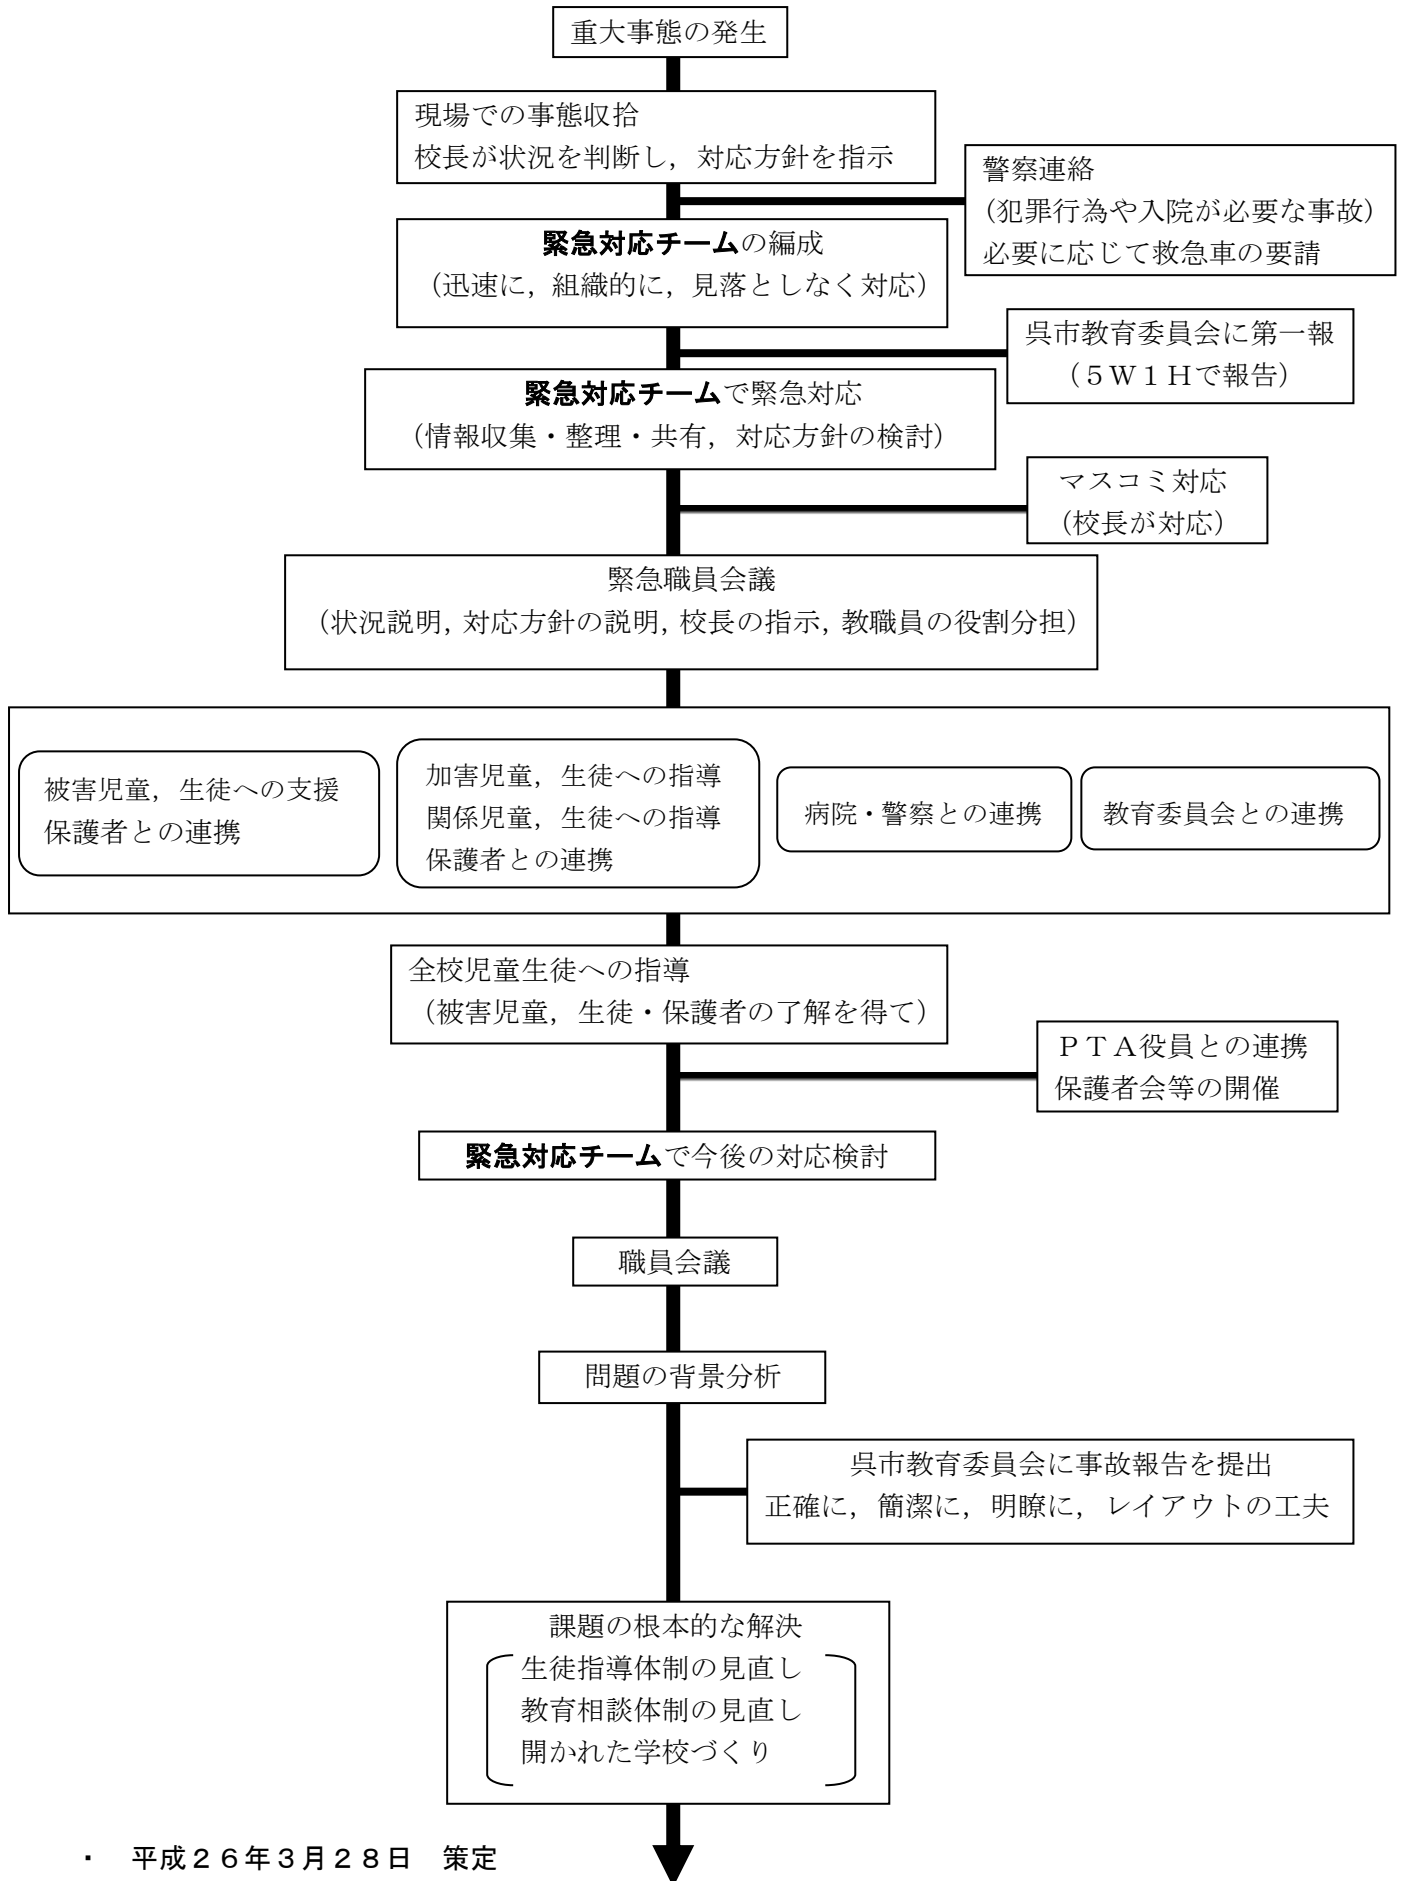 重大事態の発生
現場での事態収拾
校長が状況を判断し，対応方針を指示
警察連絡
（犯罪行為や入院が必要な事故）
必要に応じて救急車の要請
緊急対応チームの編成
（迅速に，組織的に，見落としなく対応）
呉市教育委員会に第一報
（５Ｗ１Ｈで報告）
緊急対応チームで緊急対応
（情報収集・整理・共有，対応方針の検討）
マスコミ対応
（校長が対応）
緊急職員会議
（状況説明，対応方針の説明，校長の指示，教職員の役割分担）
被害児童，生徒への支援
保護者との連携
加害児童，生徒への指導
関係児童，生徒への指導
保護者との連携
病院・警察との連携
教育委員会との連携
全校児童生徒への指導
（被害児童，生徒・保護者の了解を得て）
ＰＴＡ役員との連携
保護者会等の開催
緊急対応チームで今後の対応検討
職員会議
問題の背景分析
呉市教育委員会に事故報告を提出
正確に，簡潔に，明瞭に，レイアウトの工夫
課題の根本的な解決
生徒指導体制の見直し
教育相談体制の見直し
開かれた学校づくり
・　平成２６年３月２８日　策定